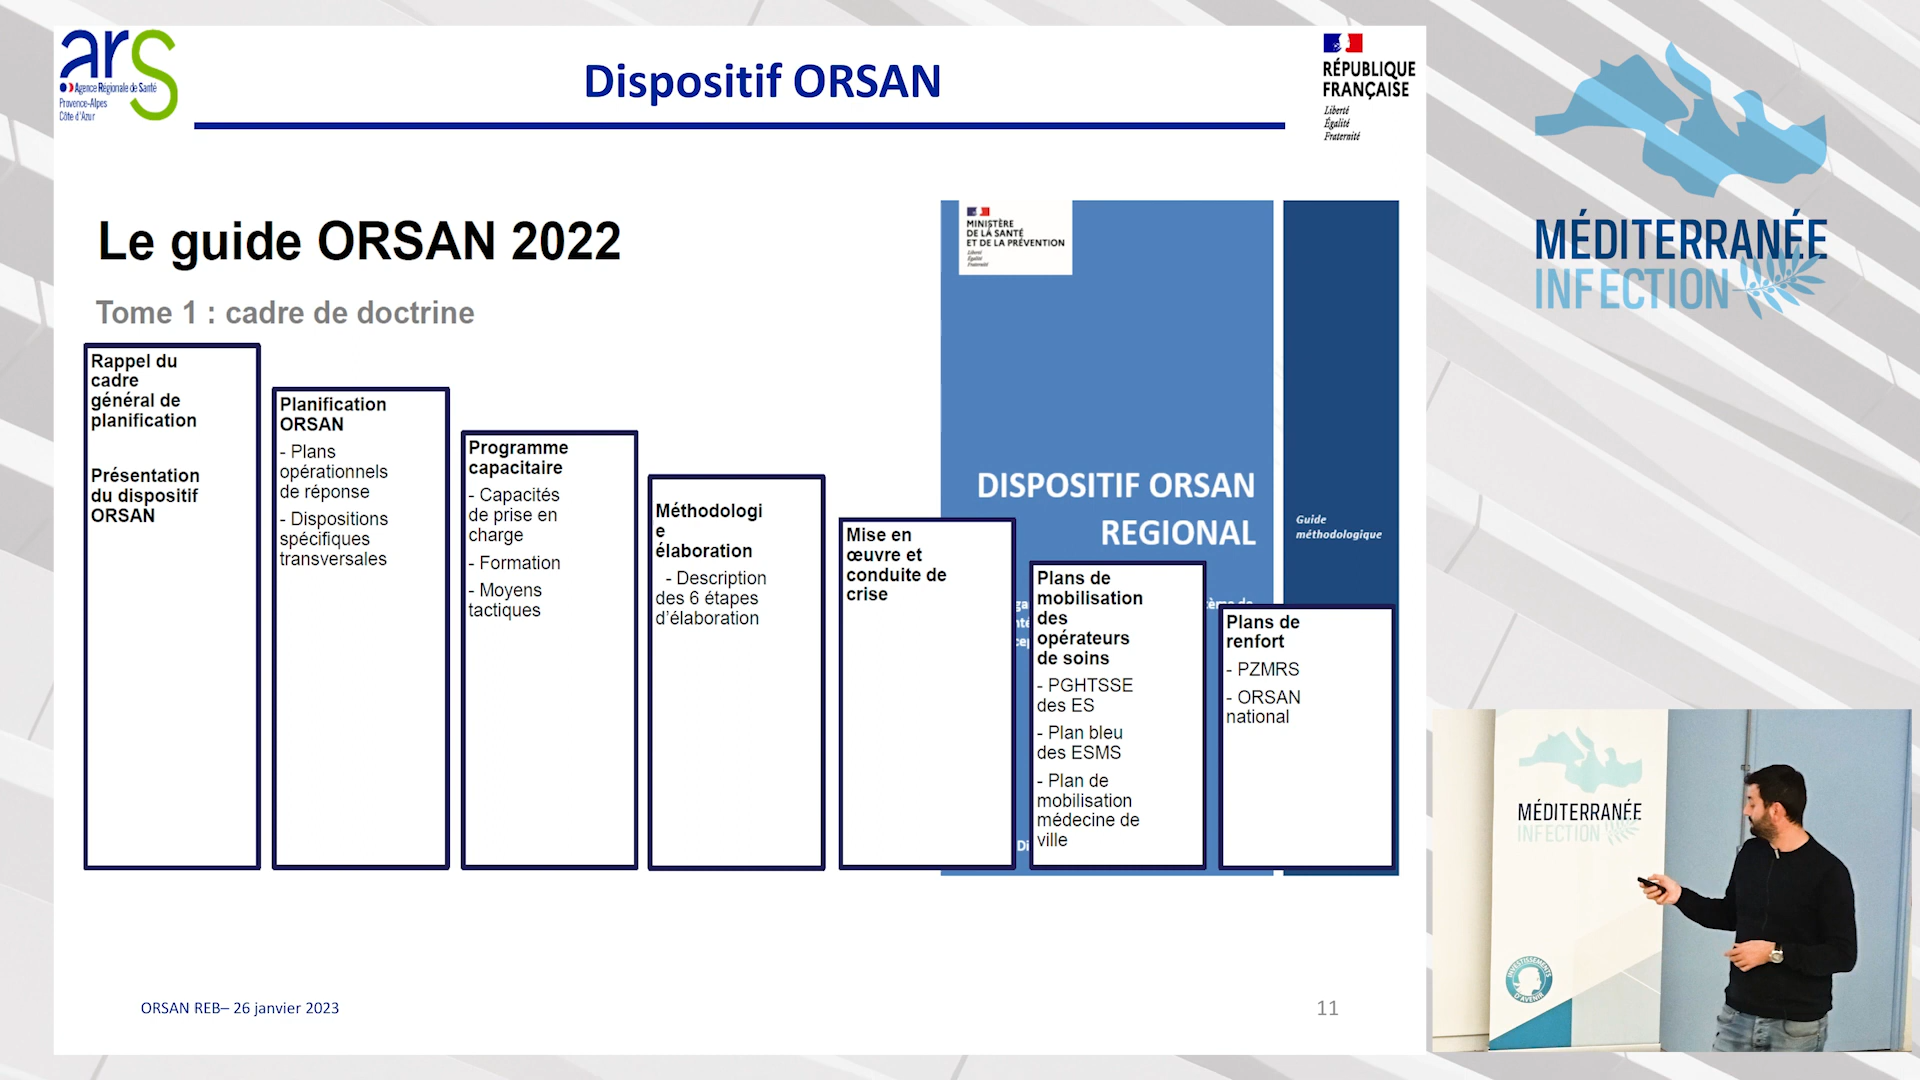 ars
Agence Régionale de Santé
Provence-Alpes
Côte d'Azur
Dispositif ORSAN
RÉPUBLIQUE
FRANÇAISE
Liberté
Égalité
Fraternité
Le guide ORSAN 2022
Tome 1 : cadre de doctrine
Rappel du
cadre
général de
planification
Présentation
du dispositif
ORSAN
Planification
ORSAN
- Plans
opérationnels
de réponse
- Dispositions
spécifiques
transversales
Programme
capacitaire
- Capacités
de prise en
charge
- Formation
- Moyens
tactiques
Méthodologi
e
élaboration
- Description
des 6 étapes
d'élaboration
Mise en
œuvre et
conduite de
crise
Plans de
mobilisation
des
opérateurs
de soins
- PGHTSSE
des ES
- Plan bleu
des ESMS
- Plan de
mobilisation
médecine de
ville
Plans de
renfort
- PZMRS
- ORSAN
national
MINISTÈRE
DE LA SANTÉ
ET DE LA PRÉVENTION
Liberté
Égalité
Fraternité
DISPOSITIF ORSAN
REGIONAL
Guide
méthodologique
ORSAN REB– 26 janvier 2023
11
MÉDITERRANÉE
INFECTION
MÉDITERRANÉE
INFECTION
INVESTISSEMENTS
D'AVENIR